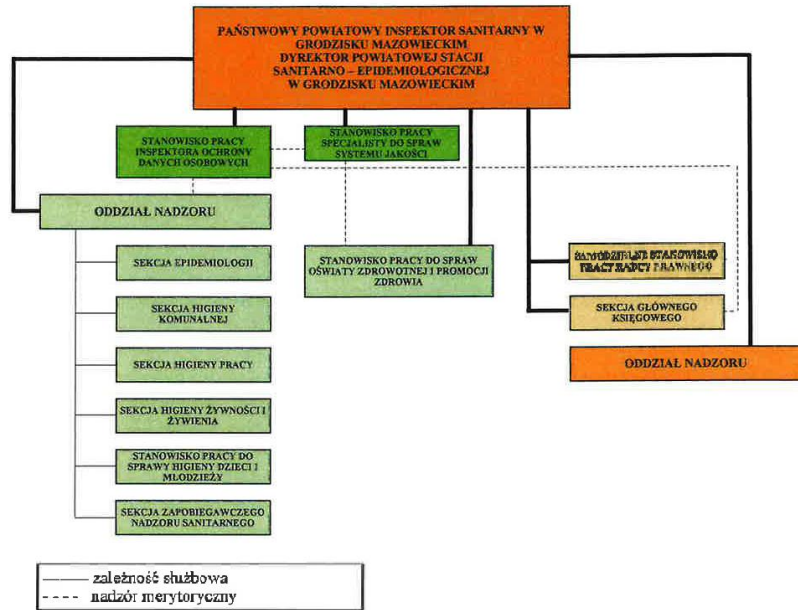 PAŃSTWOWY POWIATOWY INSPEKTOR SANITARNY W
GRODZISKU MAZOWIECKIM
DYREKTOR POWIATOWEJ STACJI
SANITARNO – EPIDEMIOLOGICZNEJ
W GRODZISKU MAZOWIECKIM
STANOWISKO PRACY
INSPEKTORA OCHRONY
DANYCH OSOBOWYCH
STANOWISKO PRACY
SPECJALISTY DO SPRAW
SYSTEMU JAKOŚCI
ODDZIAŁ NADZORU
SEKCJA EPIDEMIOLOGII
SEKCJA HIGIENY
KOMUNALNEJ
SEKCJA HIGIENY PRACY
SEKCJA HIGIENY ŻYWNOŚCI I
ŻYWIENIA
STANOWISKO PRACY DO
SPRAWY HIGIENY DZIECI I
MŁODZIEŻY
SEKCJA ZAPOBIEGAWCZEGO
NADZORU SANITARNEGO
STANOWISKO PRACY DO SPRAW
OŚWIATY ZDROWOTNEJ I PROMOCJI
ZDROWIA
SAMODZIELNE STANOWISKO
PRACY RADCY PRAWNEGO
SEKCJA GŁÓWNEGO
KSIĘGOWEGO
ODDZIAŁ NADZORU
zależność służbowa
nadzór merytoryczny